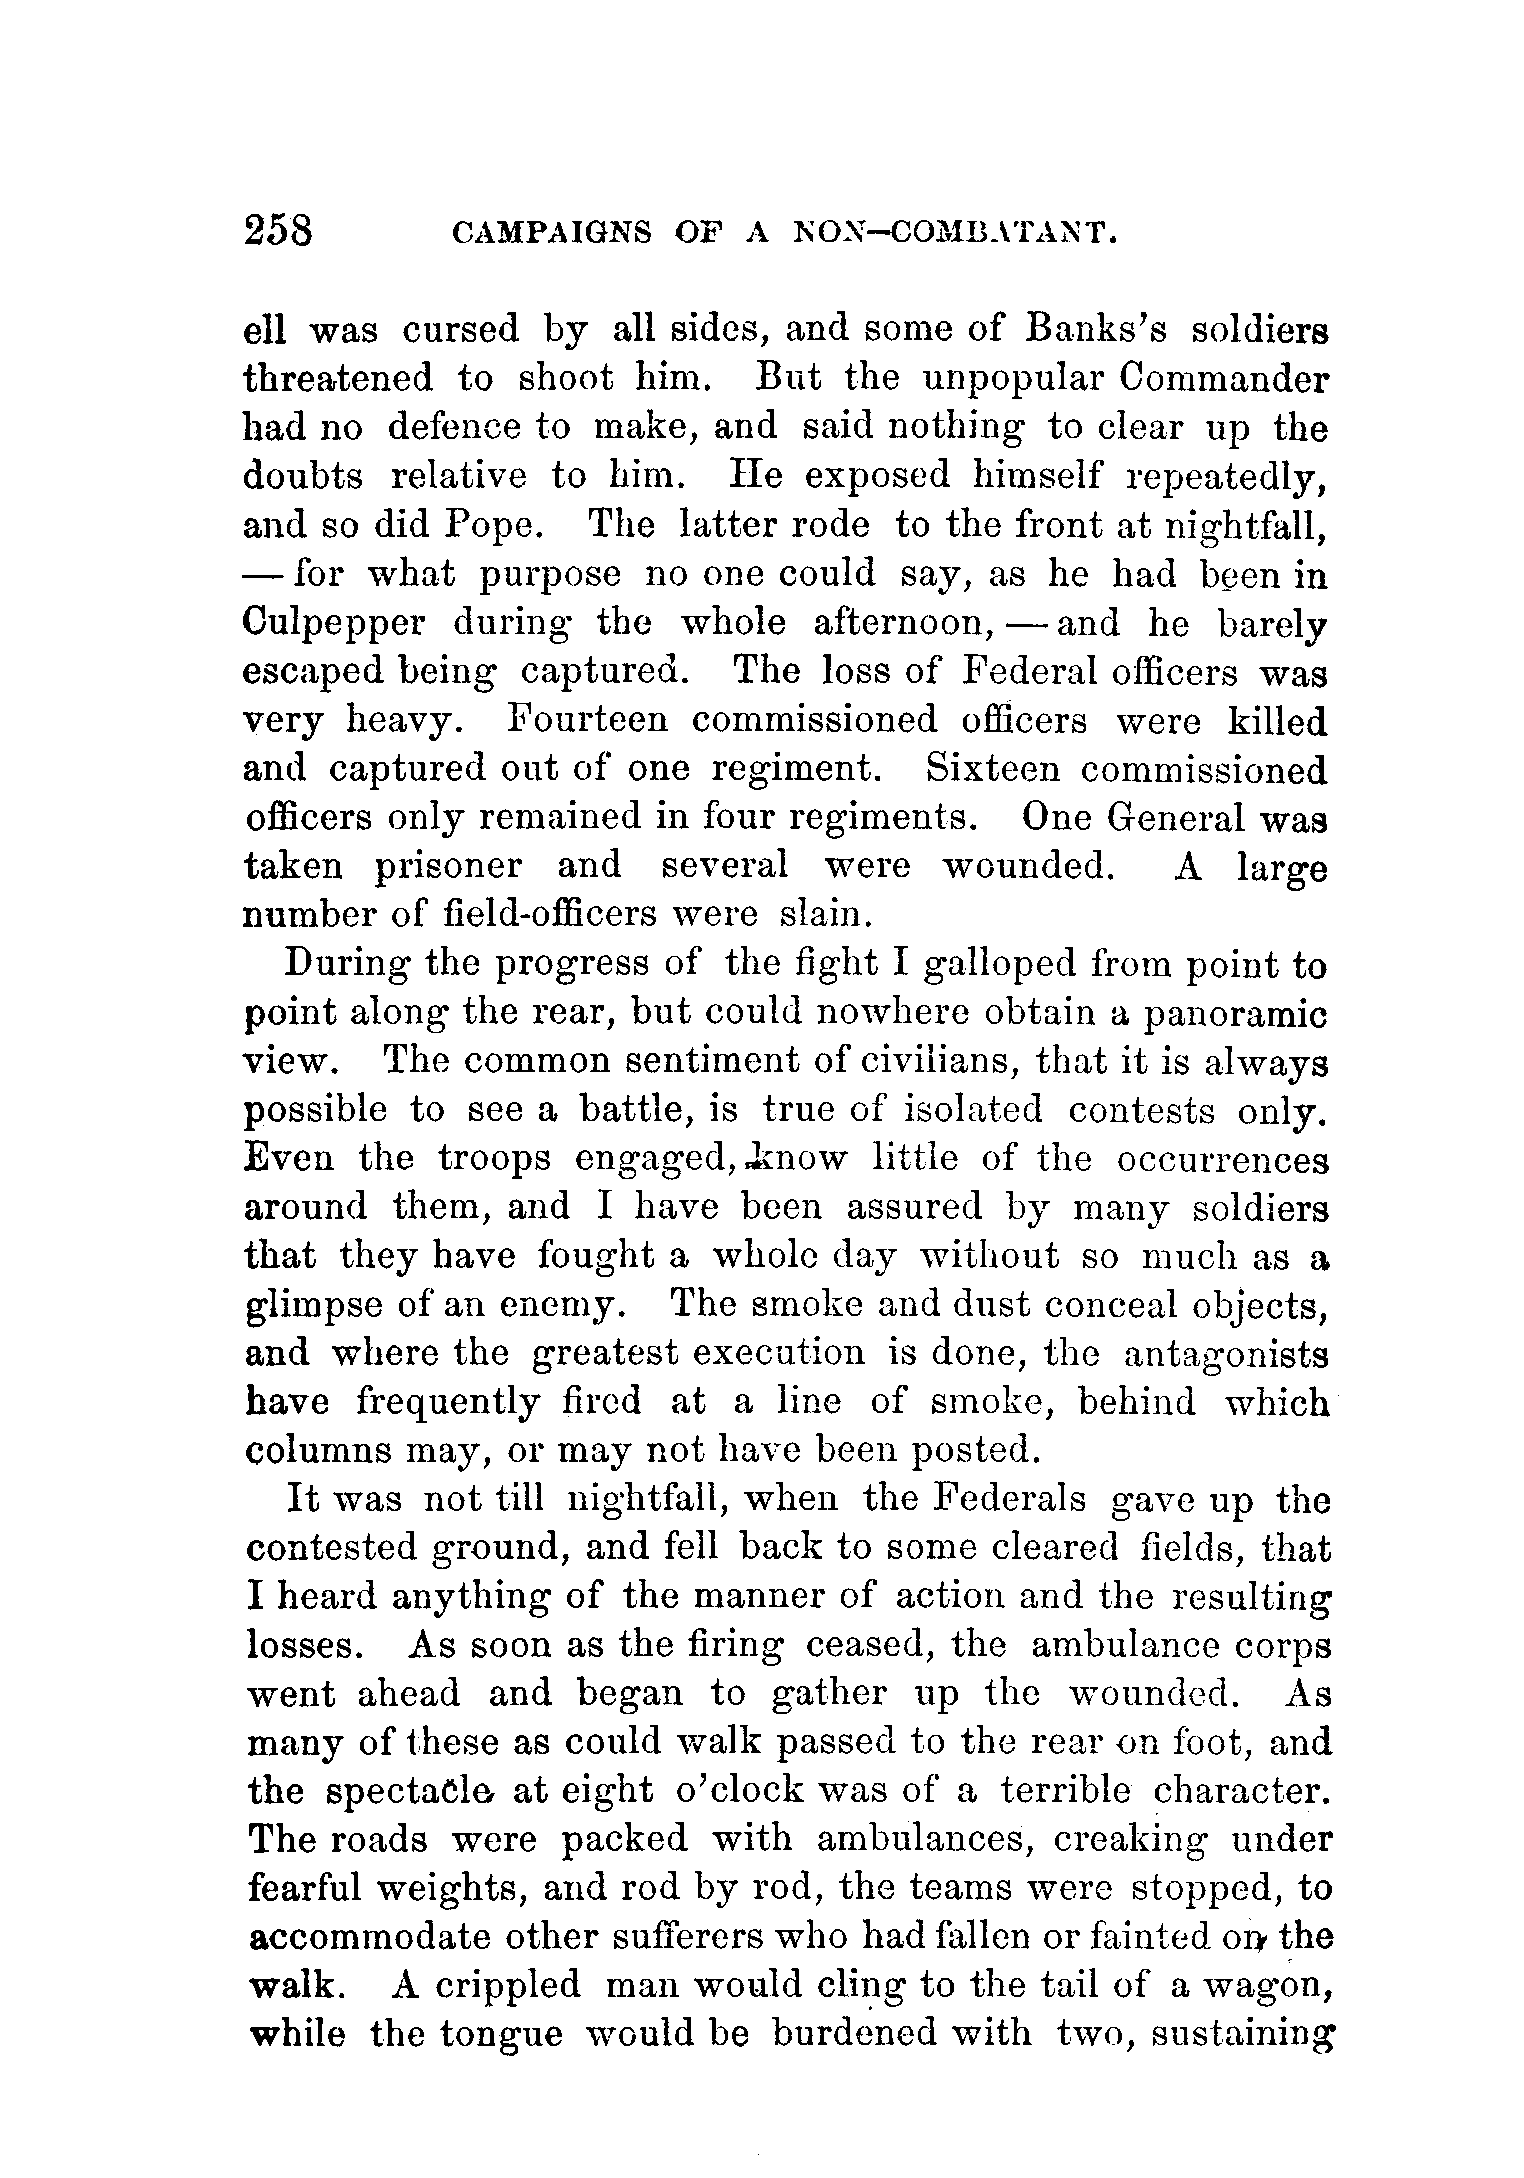 258 CAMPAIGNS OF A NON-COMBATANT.
ell was cursed by all sides, and some of Banks's soldiers
threatened to shoot him. But the unpopular Commander
had no defence to make, and said nothing to clear up the
doubts relative to him. He exposed himself repeatedly,
and so did Pope. The latter rode to the front at nightfall,
— for what purpose no one could say, as he had been in
Culpepper during the whole afternoon, — and he barely
escaped being captured. The loss of Federal officers was
very heavy. Fourteen commissioned officers were killed
and captured out of one regiment. Sixteen commissioned
officers only remained in four regiments. One General was
taken prisoner and several were wounded. A large
number of field-officers were slain.
During the progress of the fight I galloped from point to
point along the rear, but could nowhere obtain a panoramic
view. The common sentiment of civilians, that it is always
possible to see a battle, is true of isolated contests only.
Even the troops engaged, know little of the occurrences
around them, and I have been assured by many soldiers
that they have fought a whole day without so much as a
glimpse of an enemy. The smoke and dust conceal objects,
and where the greatest execution is done, the antagonists
have frequently fired at a line of smoke, behind which
columns may, or may not have been posted.
It was not till nightfall, when the Federals gave up the
contested ground, and fell back to some cleared fields, that
I heard anything of the manner of action and the resulting
losses. As soon as the firing ceased, the ambulance corps
went ahead and began to gather up the wounded. As
many of these as could walk passed to the rear on foot, and
the spectacle at eight o'clock was of a terrible character.
The roads were packed with ambulances, creaking under
fearful weights, and rod by rod, the teams were stopped, to
accommodate other sufferers who had fallen or fainted on the
walk. A crippled man would cling to the tail of a wagon,
while the tongue would be burdened with two, sustaining